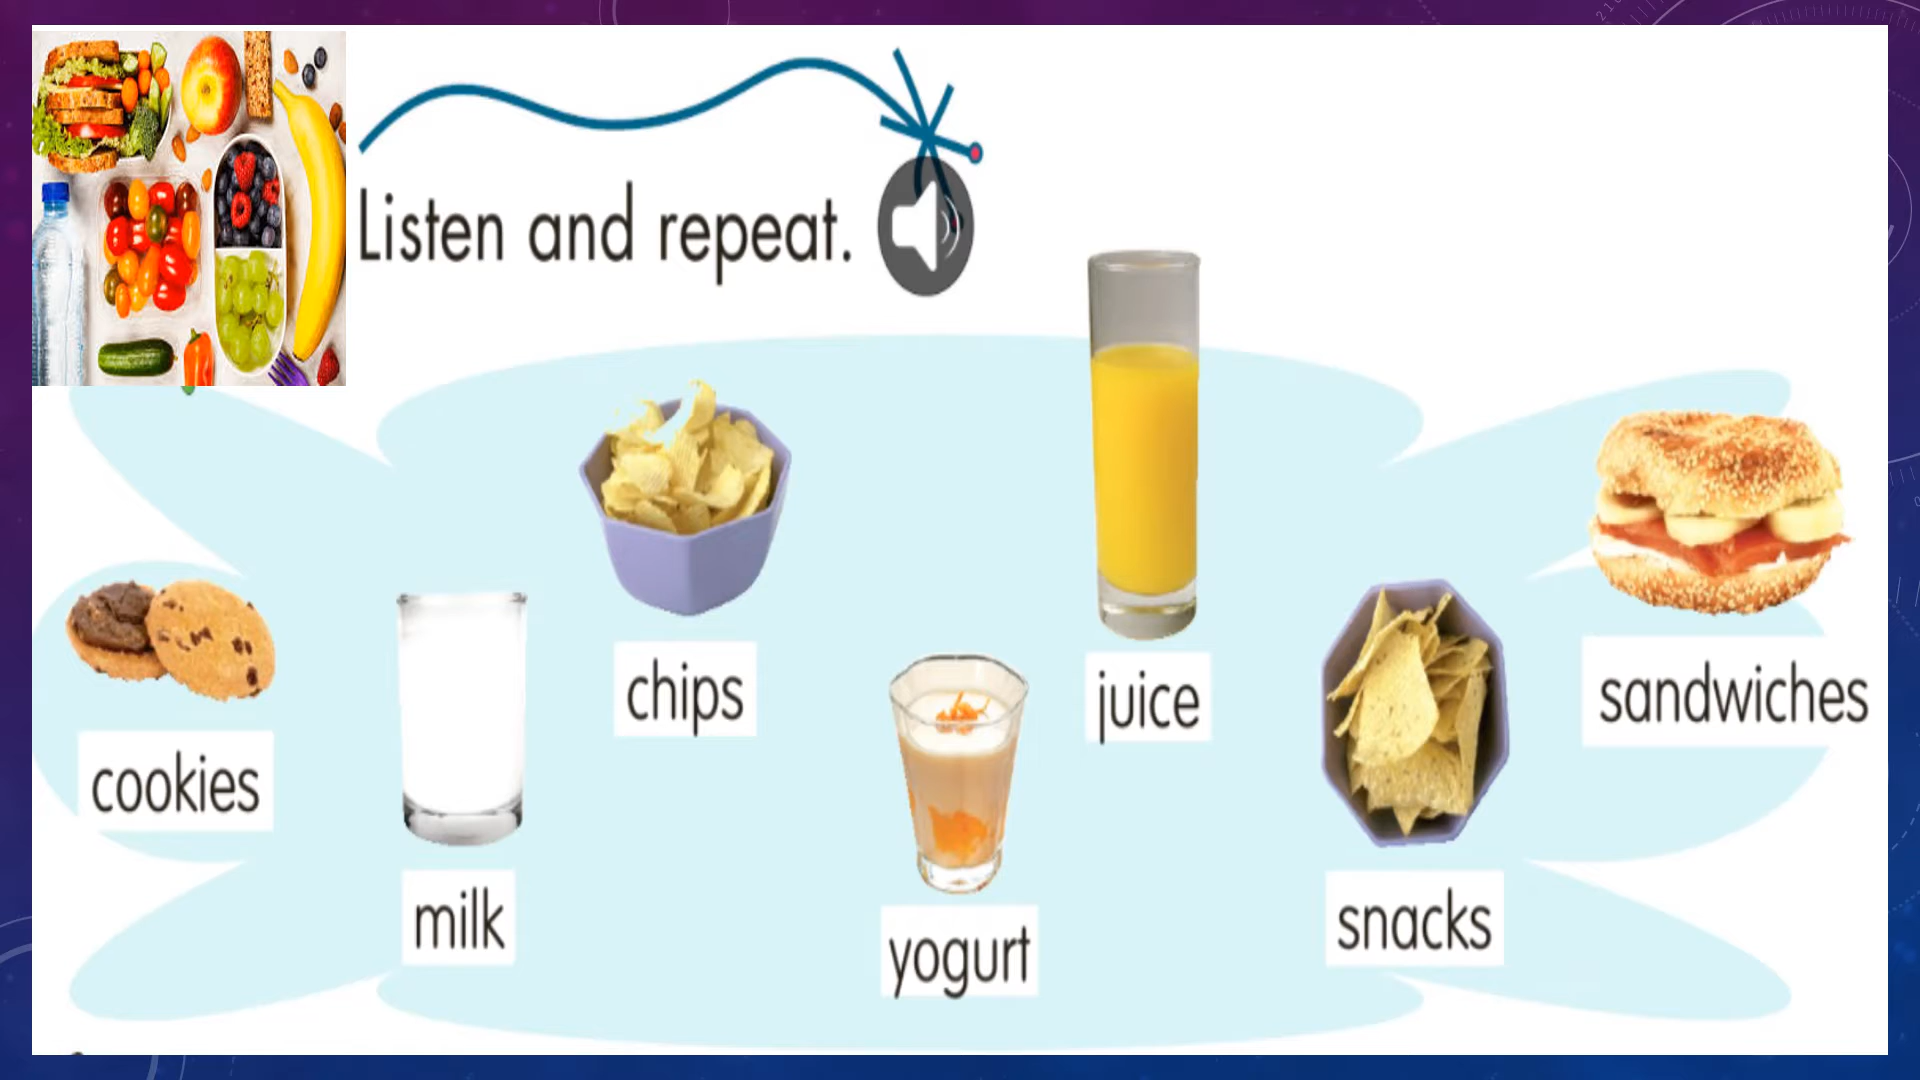 Listen and repeat.
cookies
milk
chips
yogurt
juice
snacks
sandwiches